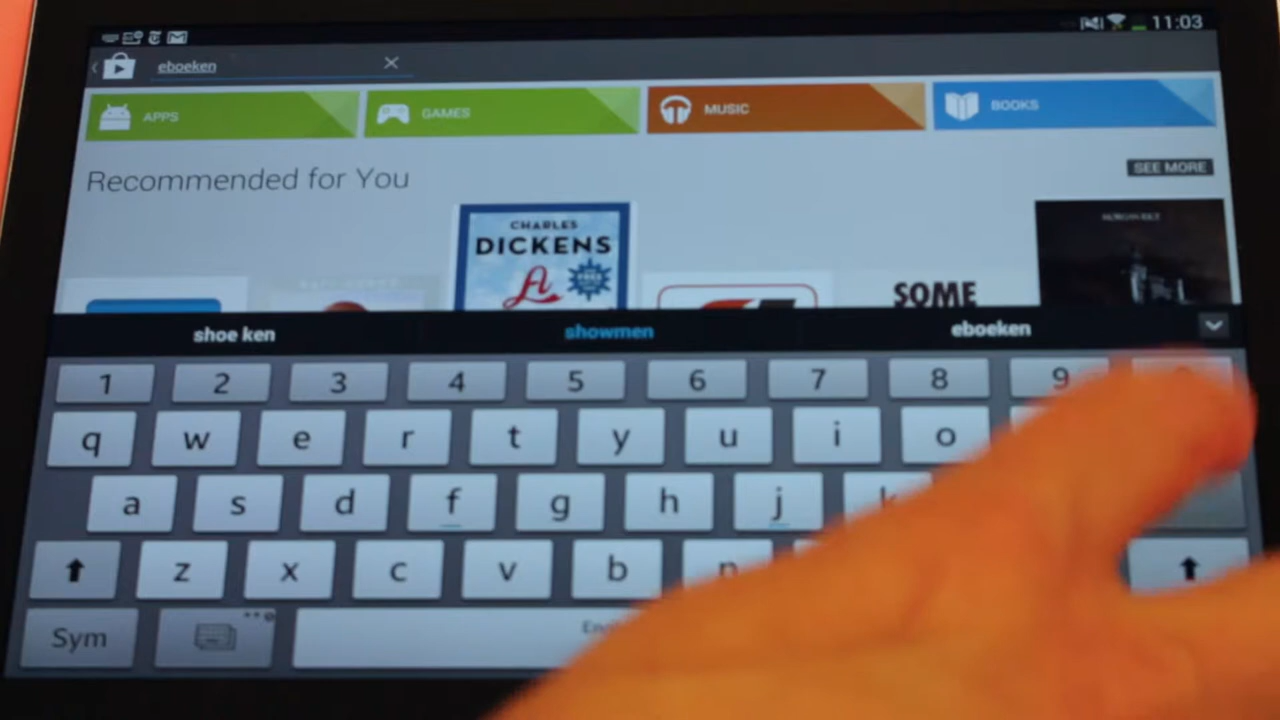 11:03
eboeken
APPS GAMES MUSIC BOOKS
Recommended for You SEE MORE
CHARLES
DICKENS
SOME
shoe ken showmen eboeken
1 2 3 4 5 6 7 8 9
q w e r t y u i o
a s d f g h j
z x c v b n
Sym